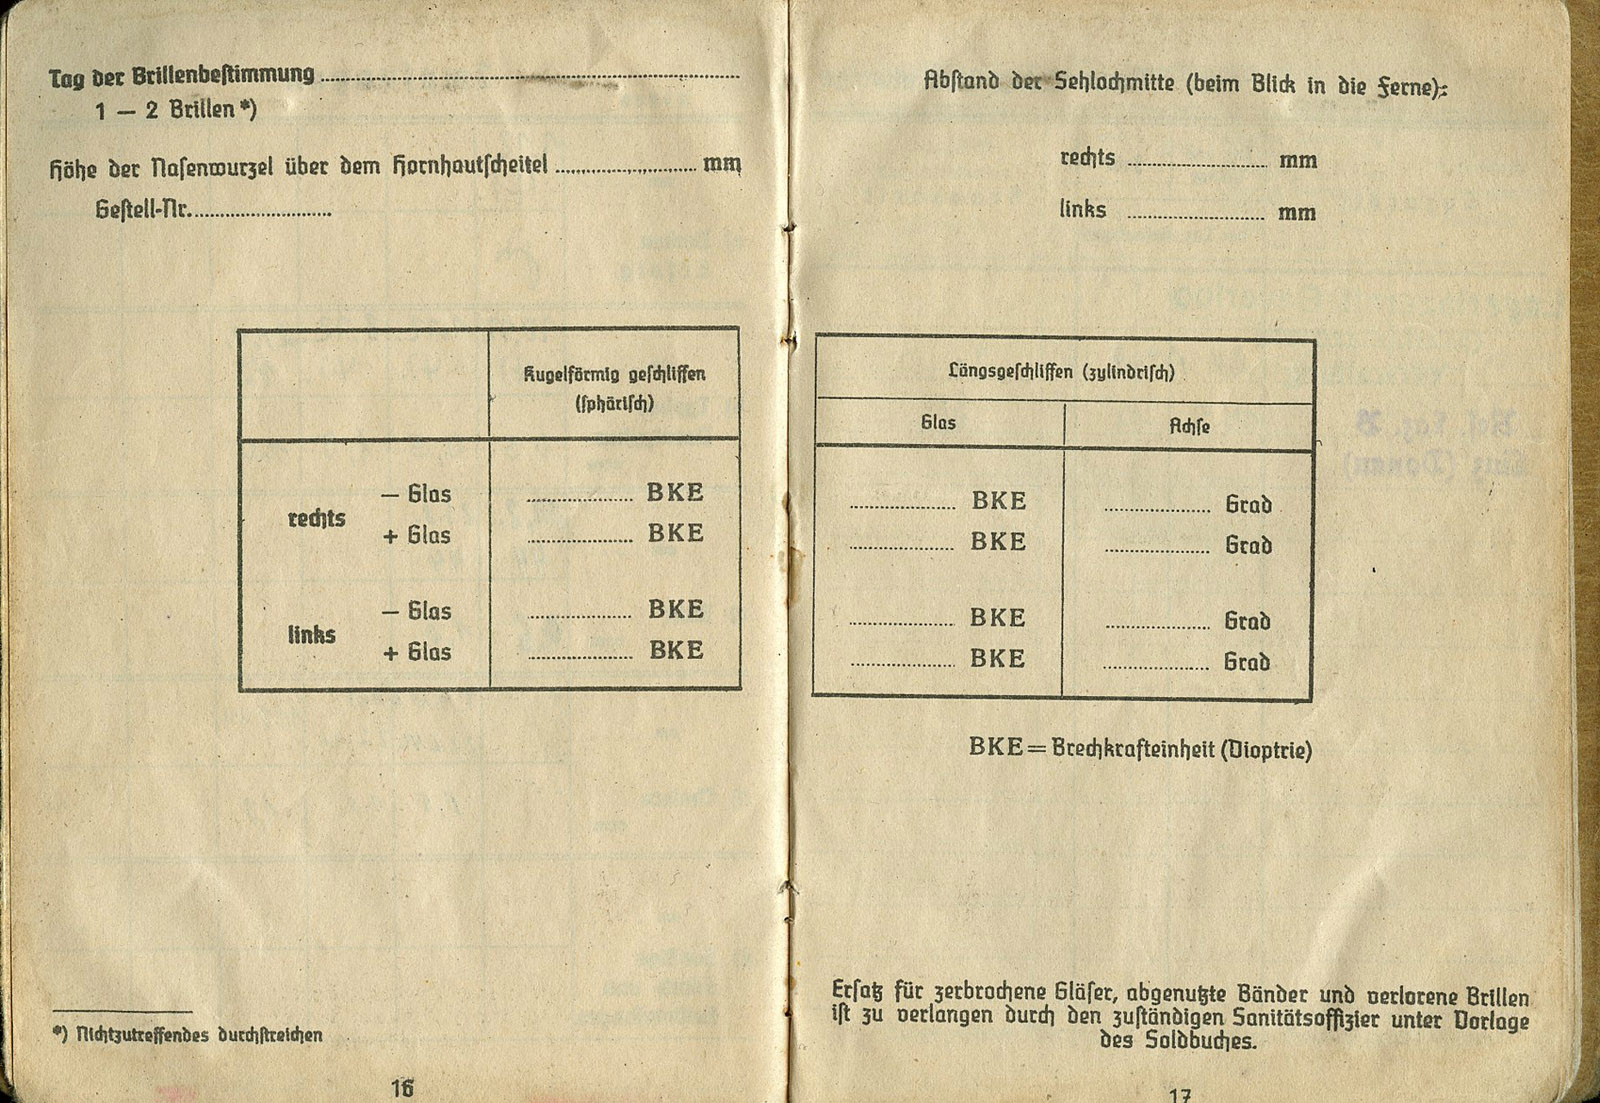 Tag der Brillenbeſtimmung ................
1 — 2 Brillen *)
Höhe der Naſenwurzel über dem Hornhautſcheitel ................ mm
Geſtell-Nr. ................
Kugelförmig geſchliffen
(ſphäriſch)
rechts
— Glas ................ BKE
+ Glas ................ BKE
links
— Glas ................ BKE
+ Glas ................ BKE
*) Nichtzutreffendes durchſtreichen
16
Abſtand der Sehlochmitte (beim Blick in die Ferne):
rechts ................ mm
links ................ mm
Längsgeſchliffen (zylindriſch)
Glas Achſe
................ BKE ................ Grad
................ BKE ................ Grad
................ BKE ................ Grad
................ BKE ................ Grad
BKE = Brechkrafteinheit (Dioptrie)
Erſatz für zerbrochene Gläſer, abgenutzte Bänder und verlorene Brillen
iſt zu verlangen durch den zuſtändigen Sanitätsoffizier unter Vorlage
des Soldbuches.
17